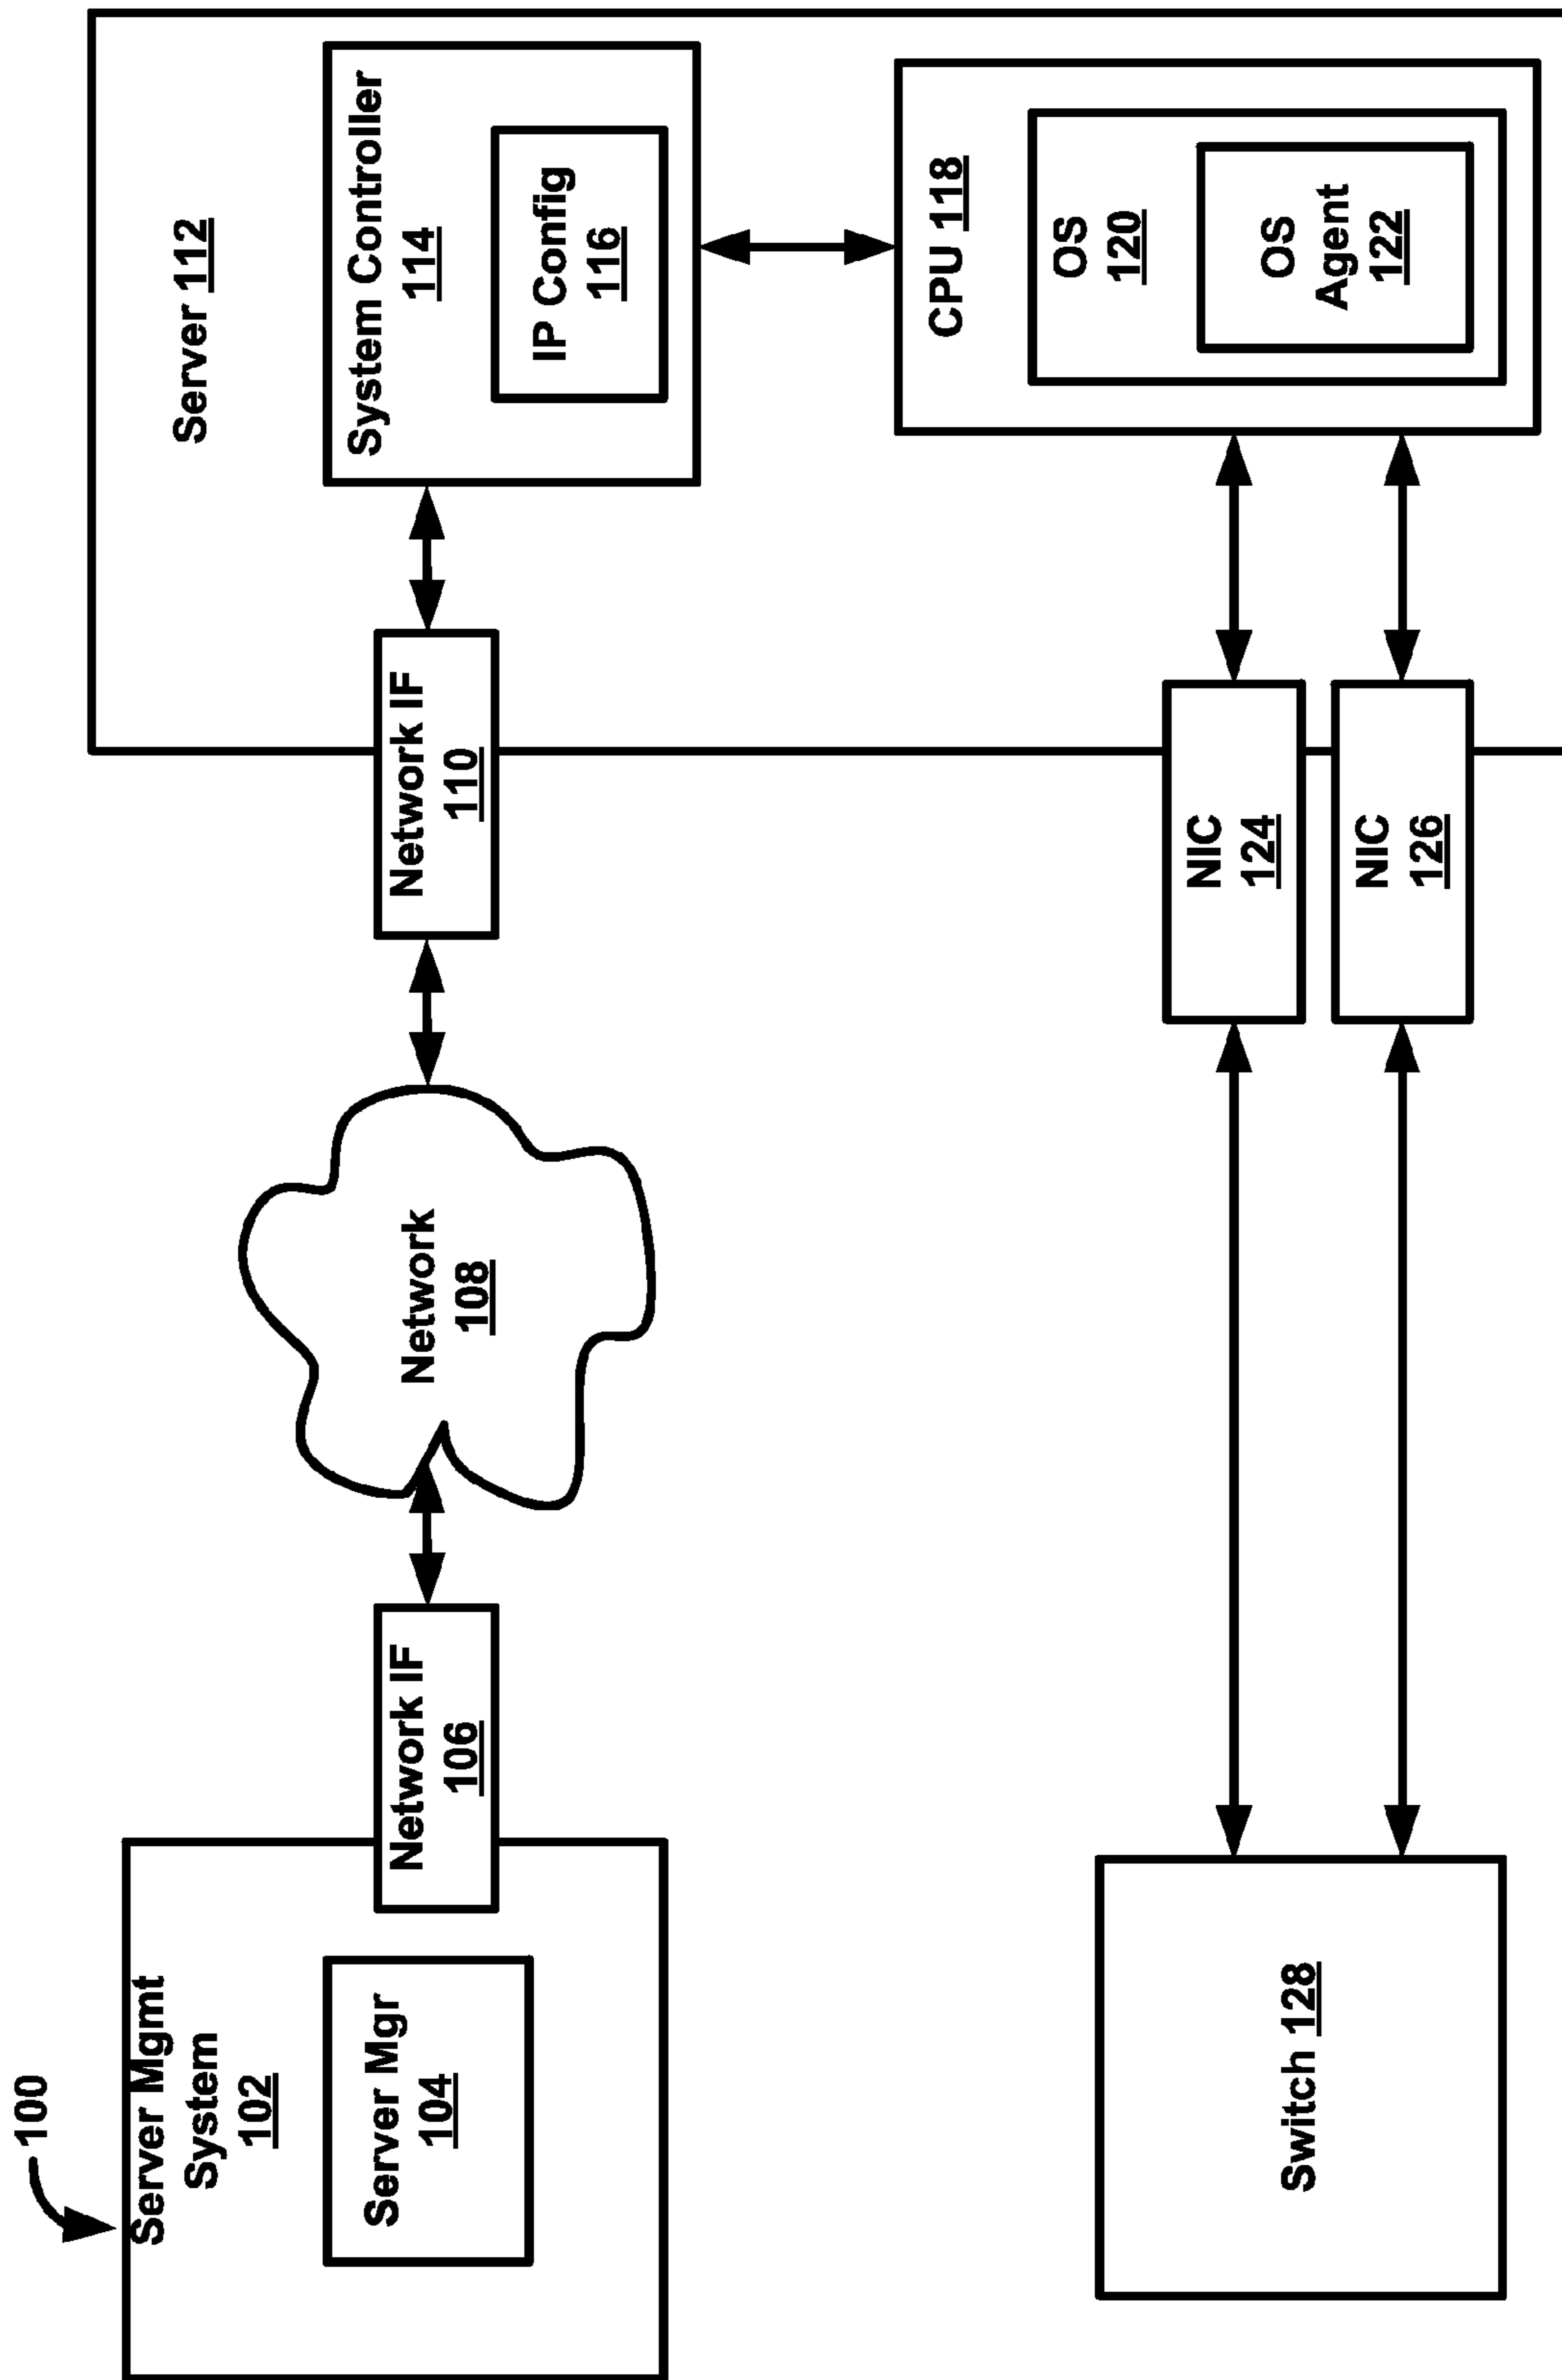 100
Server Mgmt
System
102
Server Mgr
104
Network IF
106
Network
108
Network IF
110
Server 112
System Controller
114
IP Config
116
CPU 118
OS
120
OS
Agent
122
NIC
124
NIC
126
Switch 128